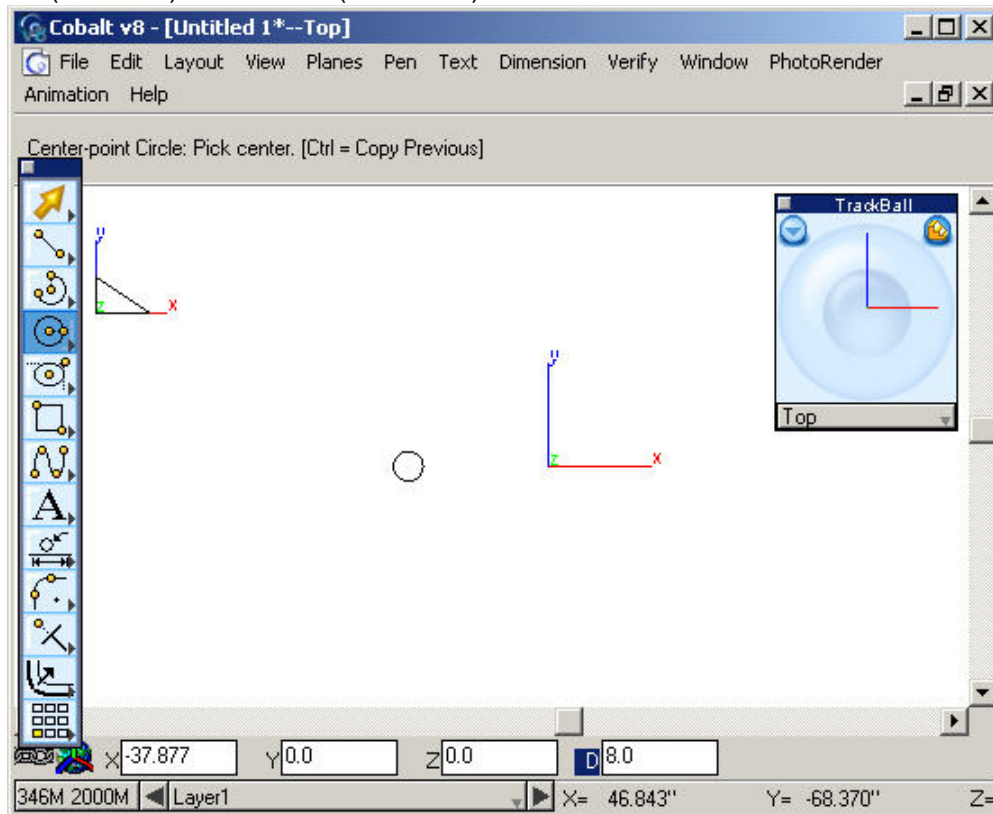 Cobalt v8 - [Untitled 1*--Top]
File Edit Layout View Planes Pen Text Dimension Verify Window PhotoRender
Animation Help
Center-point Circle: Pick center. [Ctrl = Copy Previous]
TrackBall
y
z x
y
Top
z x
A
X -37.877 Y 0.0 Z 0.0 D 8.0
346M 2000M Layer1 X= 46.843" Y= -68.370" Z=